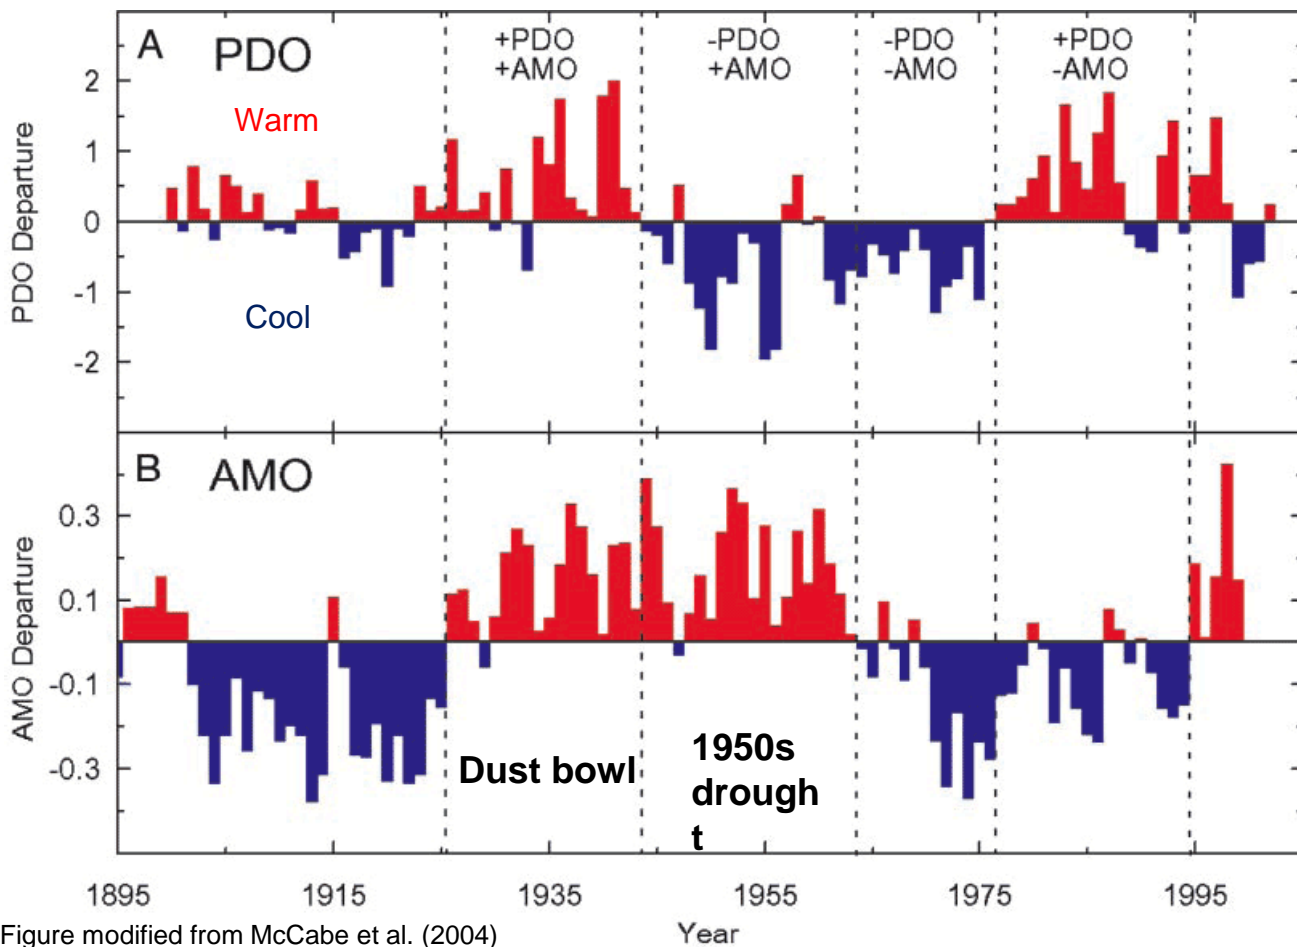 A PDO
+PDO
+AMO
-PDO
+AMO
-PDO
-AMO
+PDO
-AMO
Warm
Cool
PDO Departure
2
1
0
-1
-2
B AMO
AMO Departure
0.3
0.1
-0.1
-0.3
Dust bowl
1950s
drough
t
1895 1915 1935 1955 1975 1995
Year
Figure modified from McCabe et al. (2004)